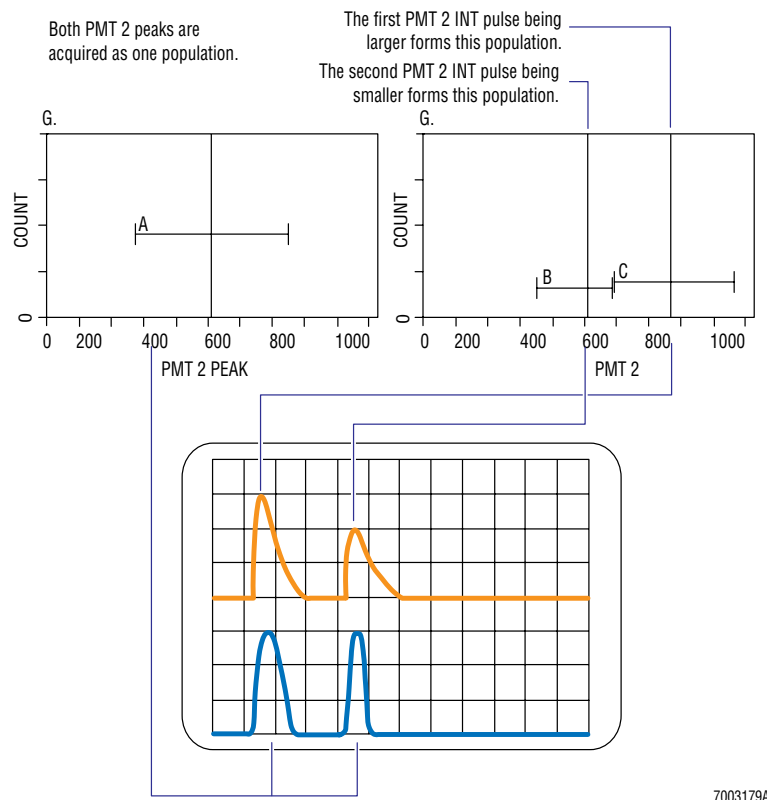 Both PMT 2 peaks are
acquired as one population.
The first PMT 2 INT pulse being
larger forms this population.
The second PMT 2 INT pulse being
smaller forms this population.
G.
COUNT
0
A
0 200 400 600 800 1000
PMT 2 PEAK
G.
COUNT
0
B
C
0 200 400 600 800 1000
PMT 2
7003179A